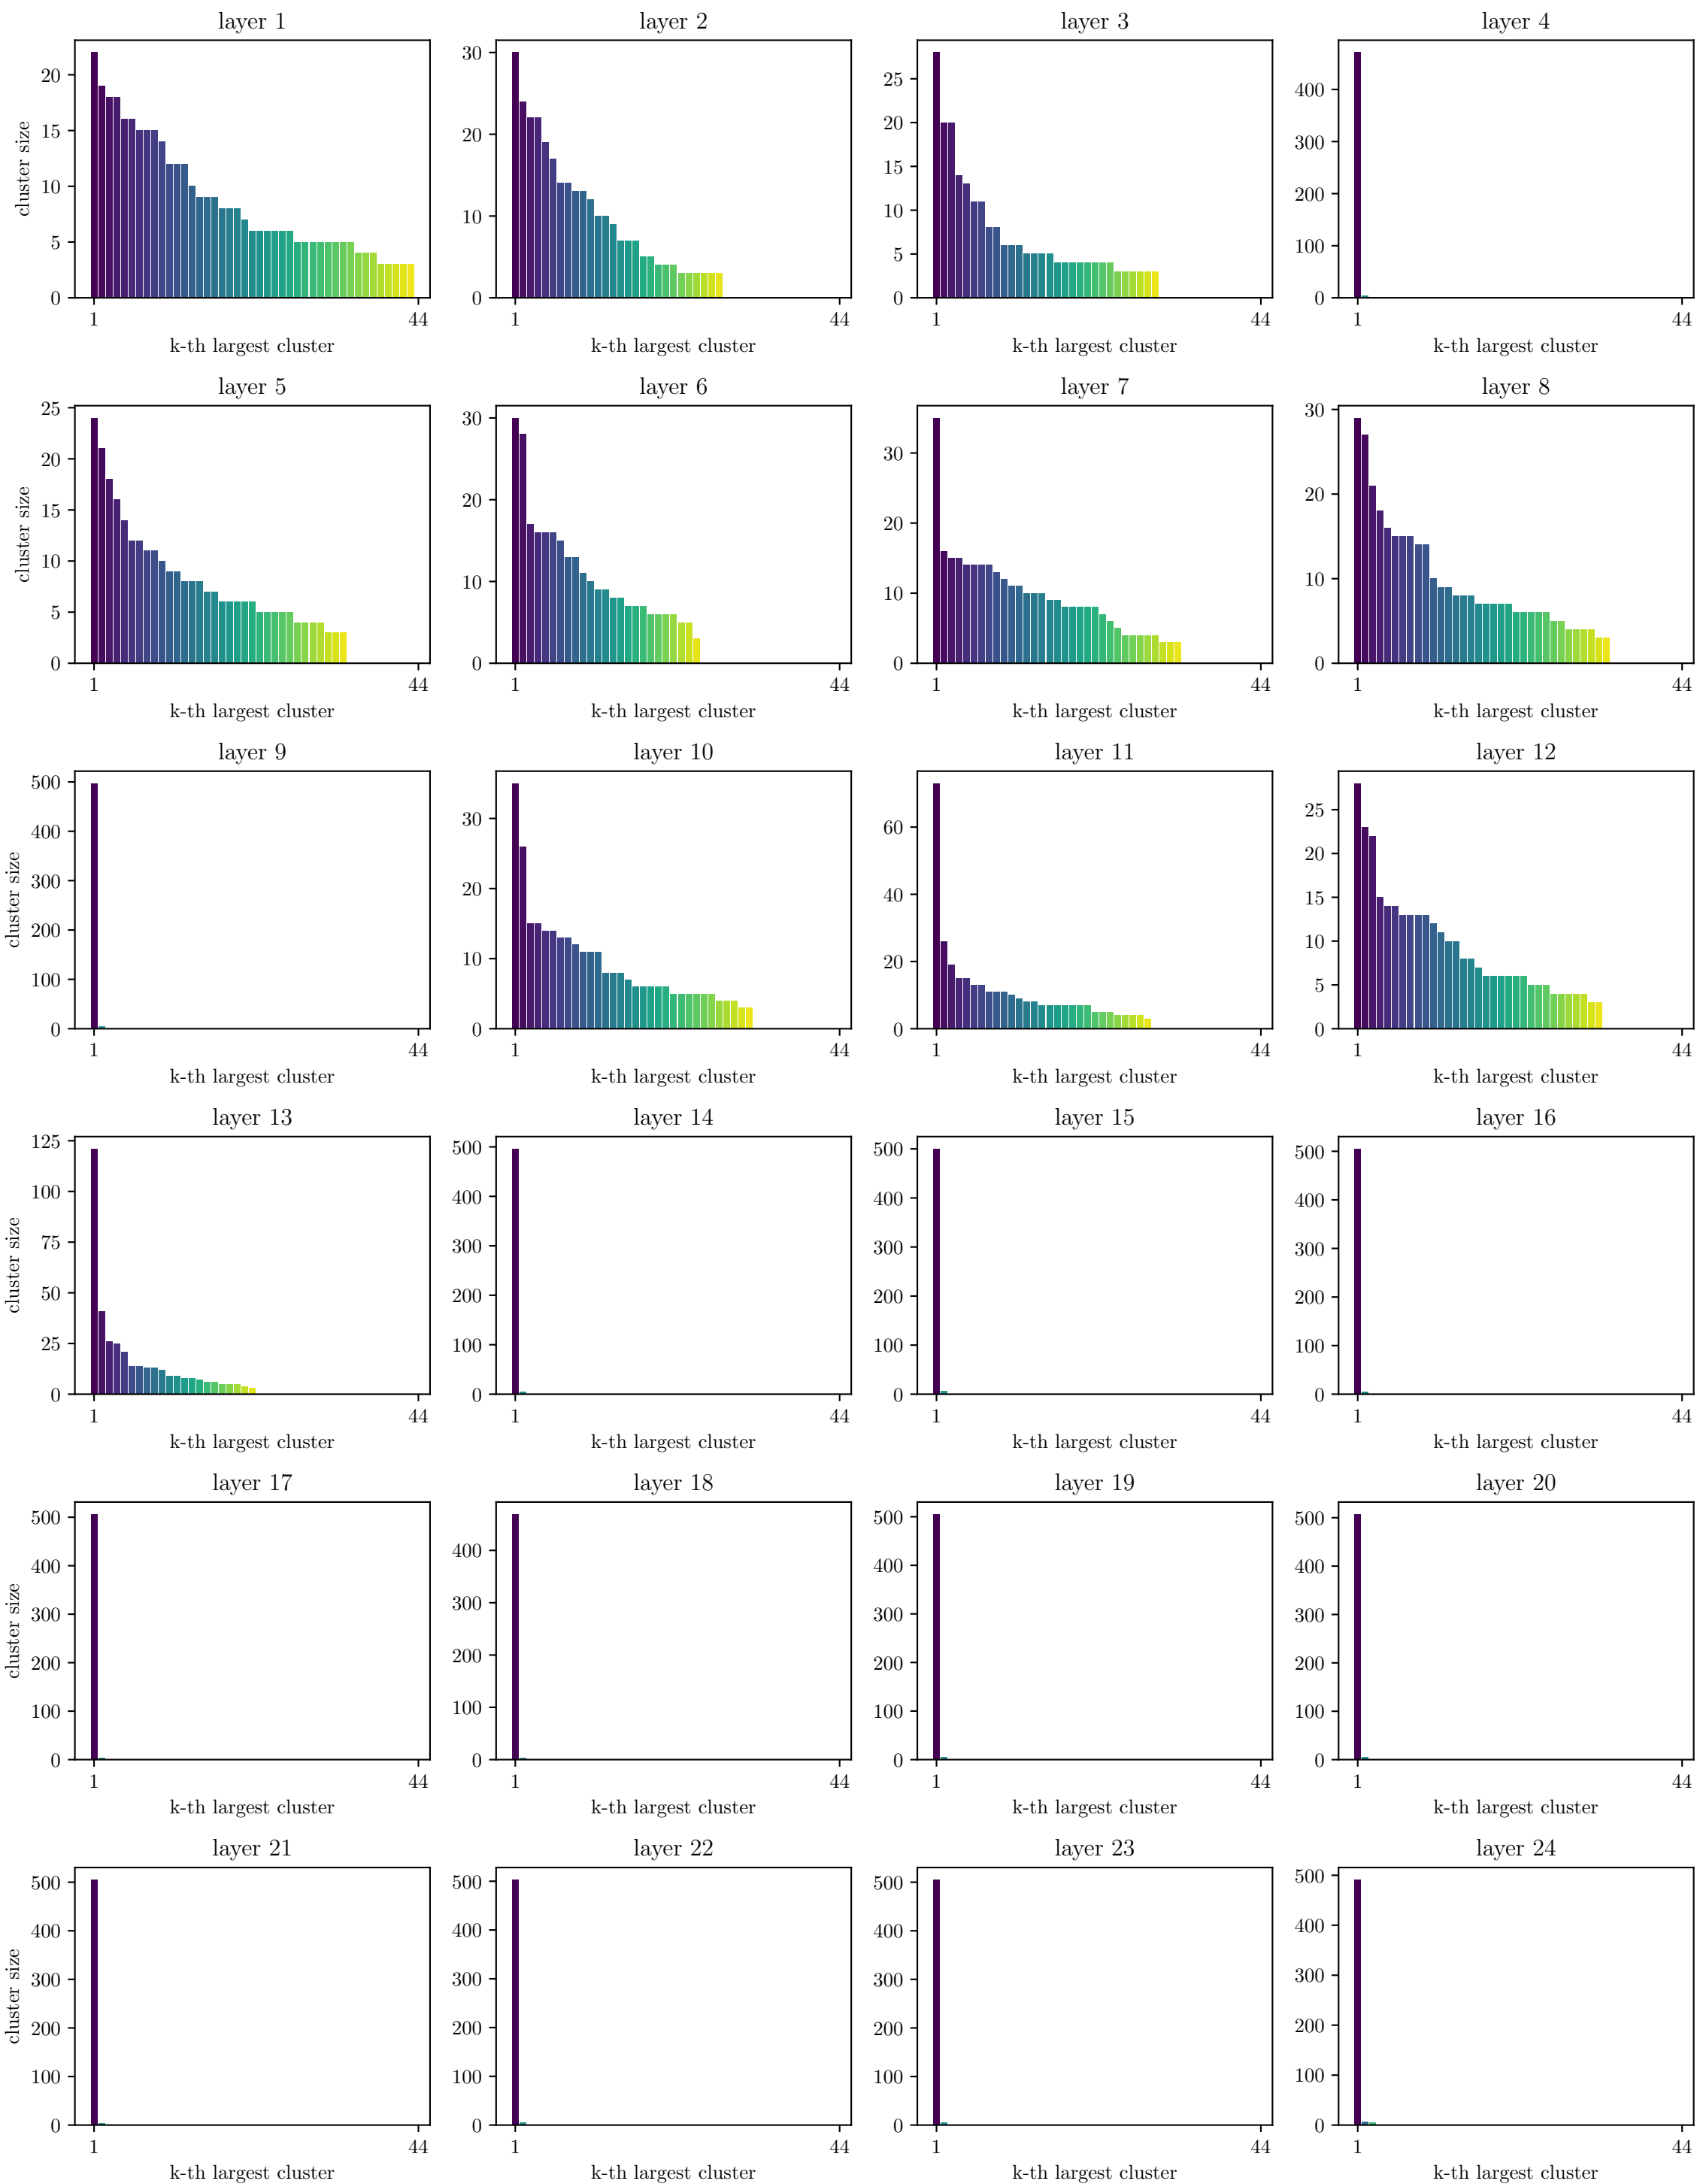 layer 1
layer 2
layer 3
layer 4
cluster size
20
15
10
5
0
30
20
10
0
25
20
15
10
5
0
400
300
200
100
0
1 44
1 44
1 44
1 44
k-th largest cluster
k-th largest cluster
k-th largest cluster
k-th largest cluster
layer 5
layer 6
layer 7
layer 8
cluster size
25
20
15
10
5
0
30
20
10
0
30
20
10
0
30
20
10
0
1 44
1 44
1 44
1 44
k-th largest cluster
k-th largest cluster
k-th largest cluster
k-th largest cluster
layer 9
layer 10
layer 11
layer 12
cluster size
500
400
300
200
100
0
30
20
10
0
60
40
20
0
25
20
15
10
5
0
1 44
1 44
1 44
1 44
k-th largest cluster
k-th largest cluster
k-th largest cluster
k-th largest cluster
layer 13
layer 14
layer 15
layer 16
cluster size
125
100
75
50
25
0
500
400
300
200
100
0
500
400
300
200
100
0
500
400
300
200
100
0
1 44
1 44
1 44
1 44
k-th largest cluster
k-th largest cluster
k-th largest cluster
k-th largest cluster
layer 17
layer 18
layer 19
layer 20
cluster size
500
400
300
200
100
0
400
300
200
100
0
500
400
300
200
100
0
500
400
300
200
100
0
1 44
1 44
1 44
1 44
k-th largest cluster
k-th largest cluster
k-th largest cluster
k-th largest cluster
layer 21
layer 22
layer 23
layer 24
cluster size
500
400
300
200
100
0
500
400
300
200
100
0
500
400
300
200
100
0
500
400
300
200
100
0
1 44
1 44
1 44
1 44
k-th largest cluster
k-th largest cluster
k-th largest cluster
k-th largest cluster